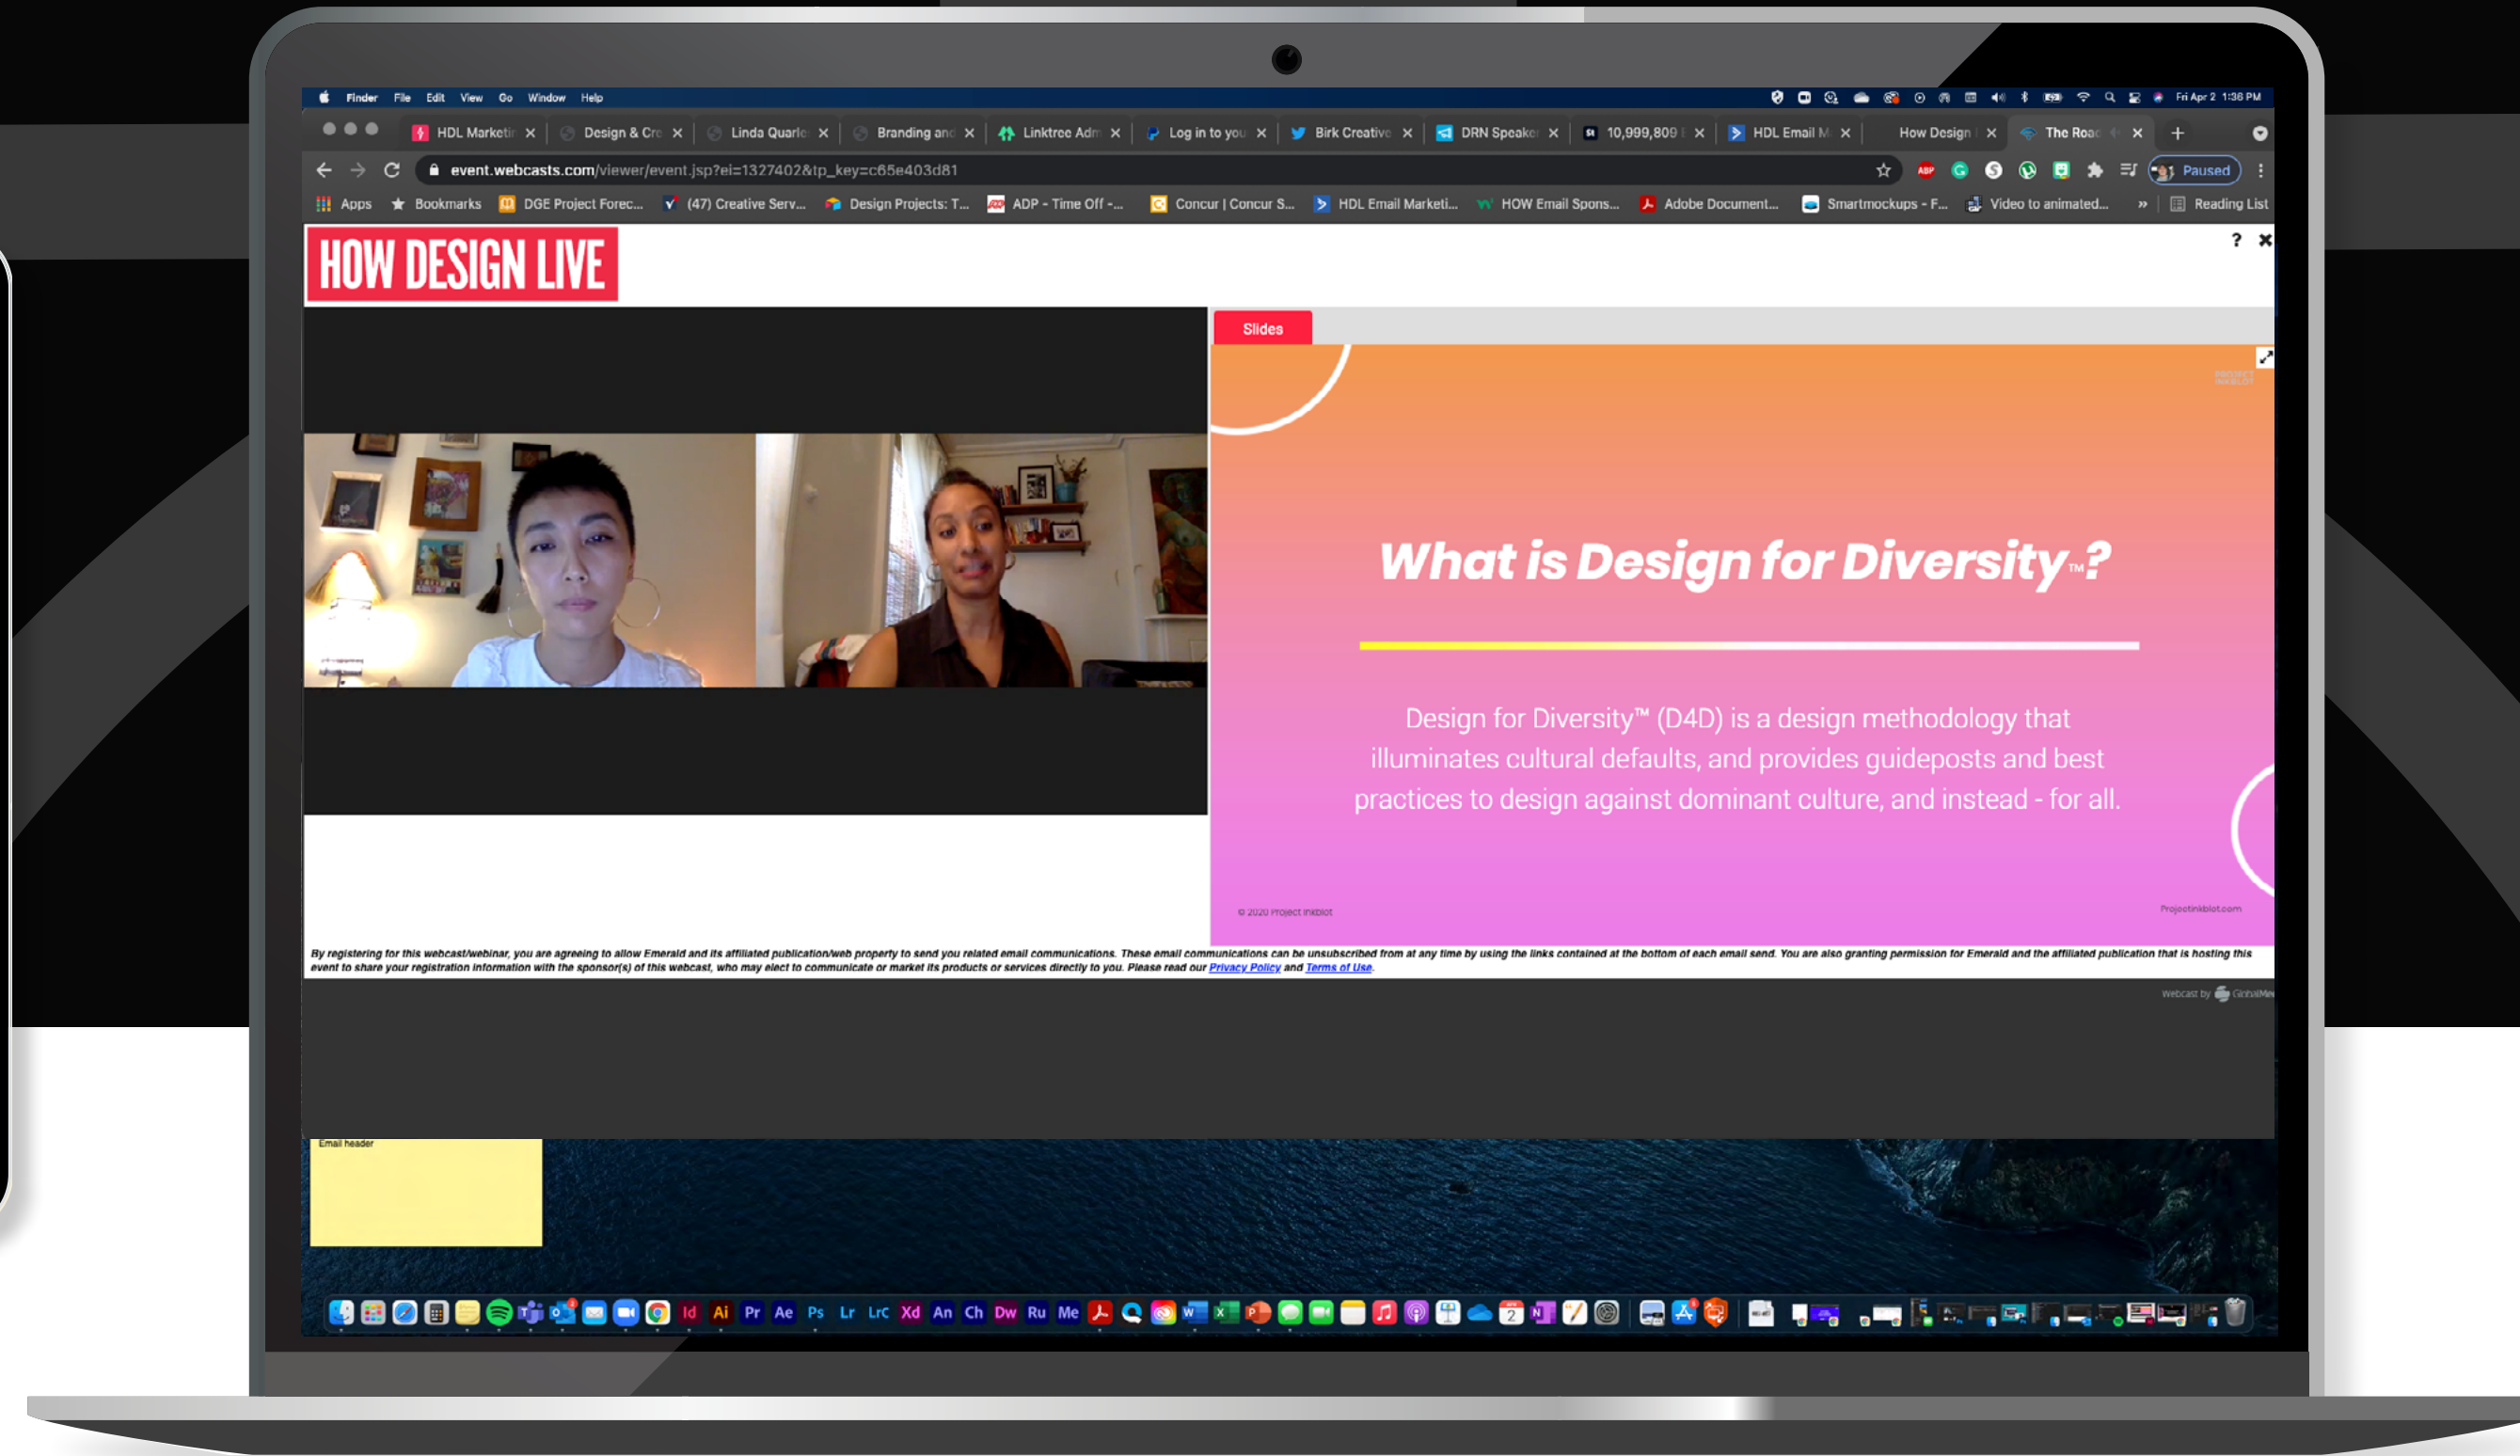 Finder File Edit View Go Window Help
Fri Apr 2 1:36 PM
HDL Marketin
Design & Cre
Linda Quarle
Branding and
Linktree Adm
Log in to you
Birk Creative
DRN Speaker
10,999,809
HDL Email M
How Design
The Roa
event.webcasts.com/viewer/event.jsp?ei=1327402&tp_key=c65e403d81
ABP
Paused
Apps
Bookmarks
DGE Project Forec...
(47) Creative Serv...
Design Projects: T...
ADP - Time Off -...
Concur | Concur S...
HDL Email Marketi...
HOW Email Spons...
Adobe Document...
Smartmockups - F...
Video to animated...
»
Reading List
HOW DESIGN LIVE
?
Slides
PROJECT
INKBLOT
What is Design for Diversity™?
Design for Diversity™ (D4D) is a design methodology that
illuminates cultural defaults, and provides guideposts and best
practices to design against dominant culture, and instead - for all.
© 2020 Project Inkblot
Projectinkblot.com
By registering for this webcast/webinar, you are agreeing to allow Emerald and its affiliated publication/web property to send you related email communications. These email communications can be unsubscribed from at any time by using the links contained at the bottom of each email send. You are also granting permission for Emerald and the affiliated publication that is hosting this
event to share your registration information with the sponsor(s) of this webcast, who may elect to communicate or market its products or services directly to you. Please read our Privacy Policy and Terms of Use.
Webcast by GlobalMee
Email header
Id Ai Pr Ae Ps Lr LrC Xd An Ch Dw Ru Me
2